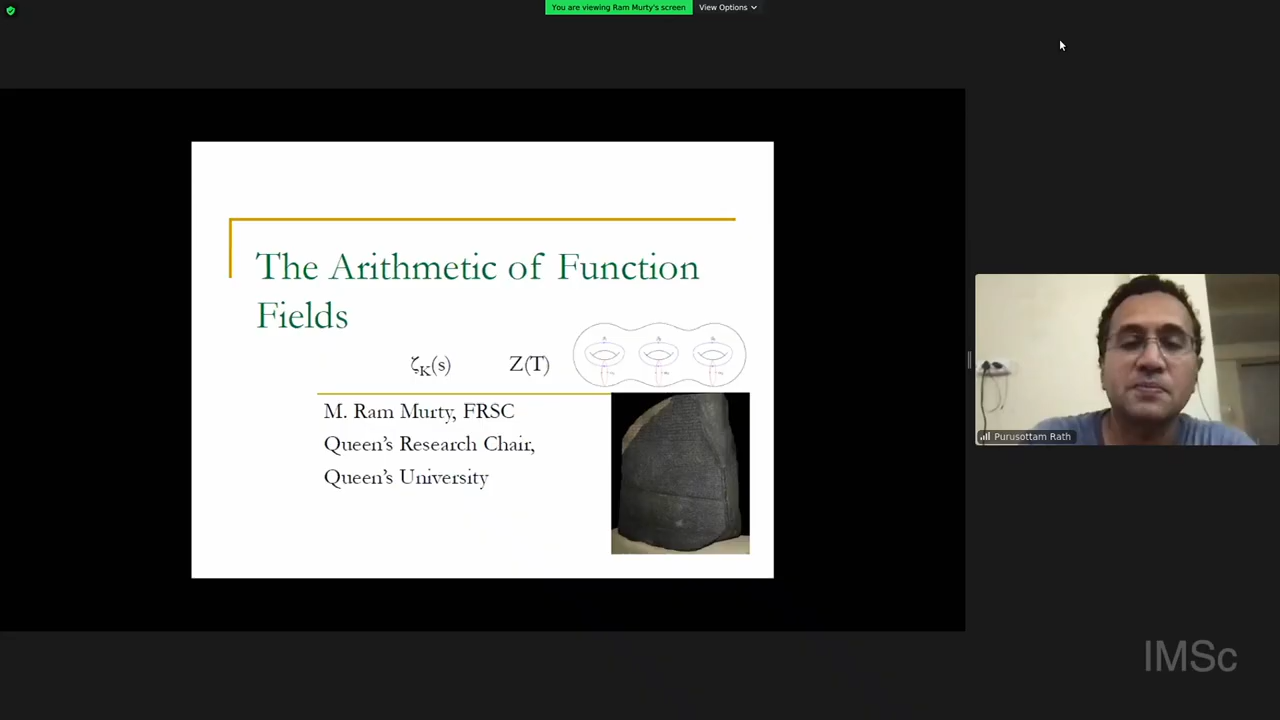 You are viewing Ram Murty's screen
View Options
The Arithmetic of Function
Fields
ζK(s)
Z(T)
M. Ram Murty, FRSC
Queen's Research Chair,
Queen's University
Purusottam Rath
IMSc